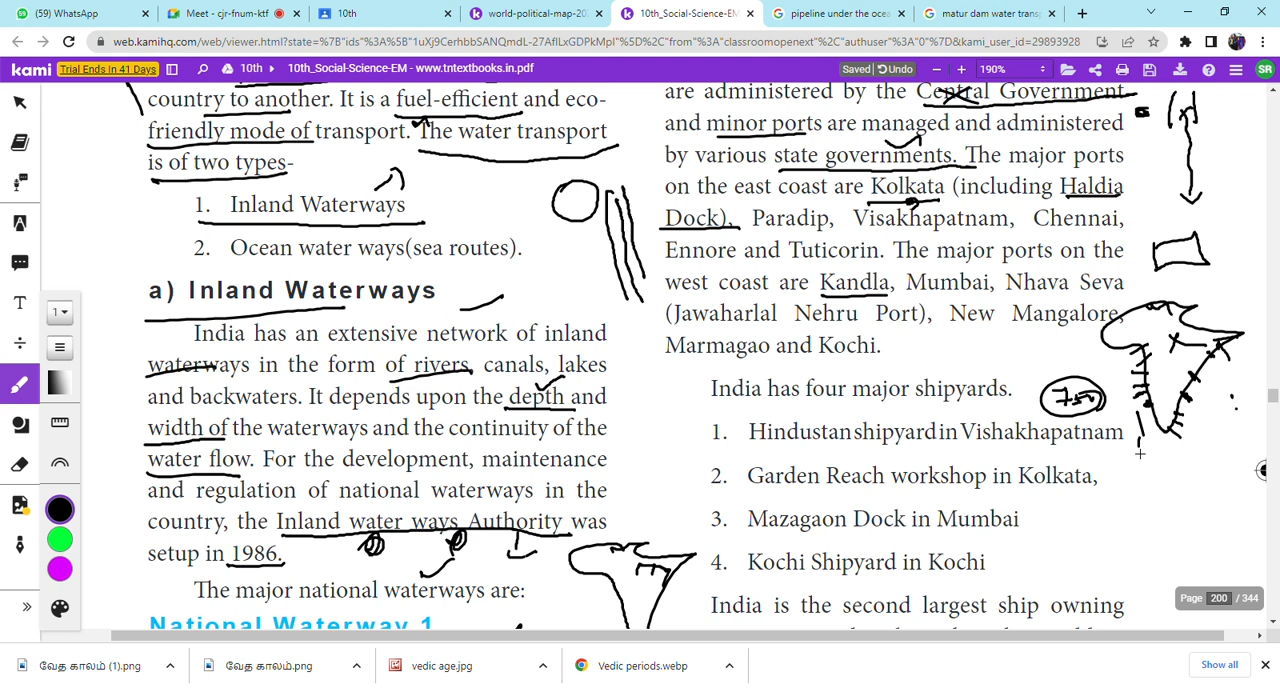 (59) WhatsApp
Meet - cjr-fnum-ktf
10th
world-political-map-20
10th_Social-Science-EM
pipeline under the ocea
matur dam water trans
web.kamihq.com/web/viewer.html?state=%7B"ids"%3A%5B"1uXj9CerhbbSANQmdL-27AfILxGDPkMpl"%5D%2C"from"%3A"classroomopennext"%2C"authuser"%3A"0"%7D&kami_user_id=29893928
kami
Trial Ends In 41 Days
10th
10th_Social-Science-EM - www.tntextbooks.in.pdf
Saved
Undo
190%
SR
country to another. It is a fuel-efficient and eco-
friendly mode of transport. The water transport
is of two types-
1. Inland Waterways
2. Ocean water ways(sea routes).
a) Inland Waterways
India has an extensive network of inland
waterways in the form of rivers, canals, lakes
and backwaters. It depends upon the depth and
width of the waterways and the continuity of the
water flow. For the development, maintenance
and regulation of national waterways in the
country, the Inland water ways Authority was
setup in 1986.
The major national waterways are:
National Waterway 1
are administered by the Central Government
and minor ports are managed and administered
by various state governments. The major ports
on the east coast are Kolkata (including Haldia
Dock), Paradip, Visakhapatnam, Chennai,
Ennore and Tuticorin. The major ports on the
west coast are Kandla, Mumbai, Nhava Seva
(Jawaharlal Nehru Port), New Mangalore,
Marmagao and Kochi.
India has four major shipyards.
1. Hindustan shipyard in Vishakhapatnam
2. Garden Reach workshop in Kolkata,
3. Mazagaon Dock in Mumbai
4. Kochi Shipyard in Kochi
India is the second largest ship owning
1
Page 200 / 344
வேத காலம் (1).png
வேத காலம்.png
vedic age.jpg
Vedic periods.webp
Show all